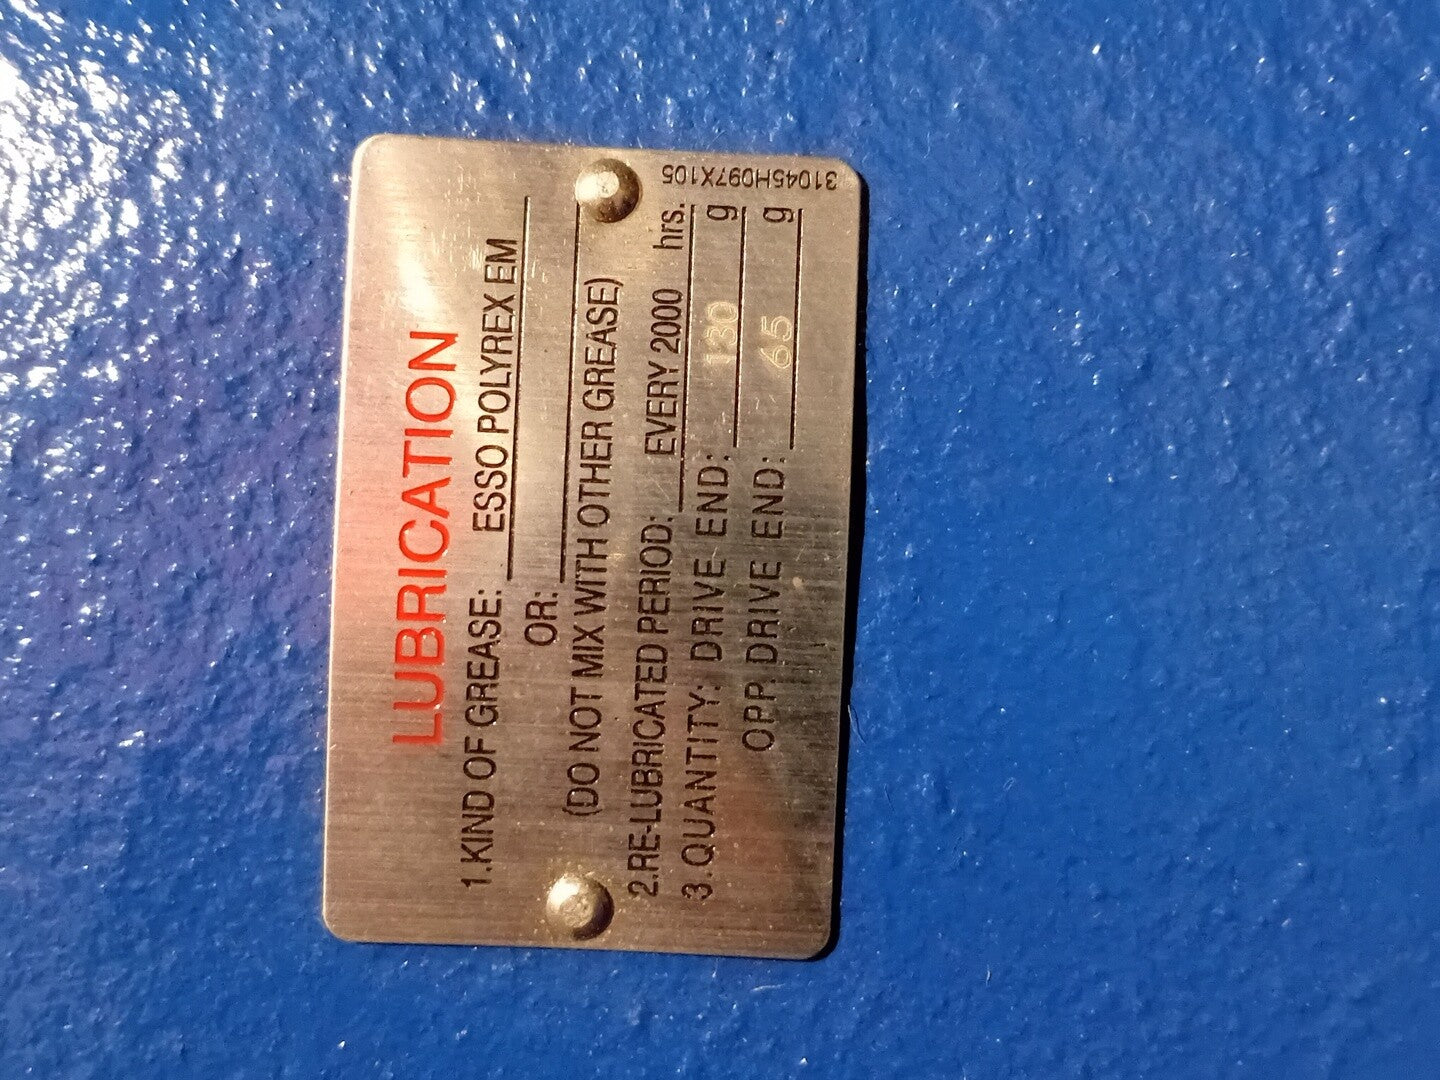 LUBRICATION
1.KIND OF GREASE: ESSO POLYREX EM
OR:
(DO NOT MIX WITH OTHER GREASE)
2.RE-LUBRICATED PERIOD: EVERY 2000 hrs.
3.QUANTITY: DRIVE END: 130 g
OPP. DRIVE END: 65 g
31045H097X105